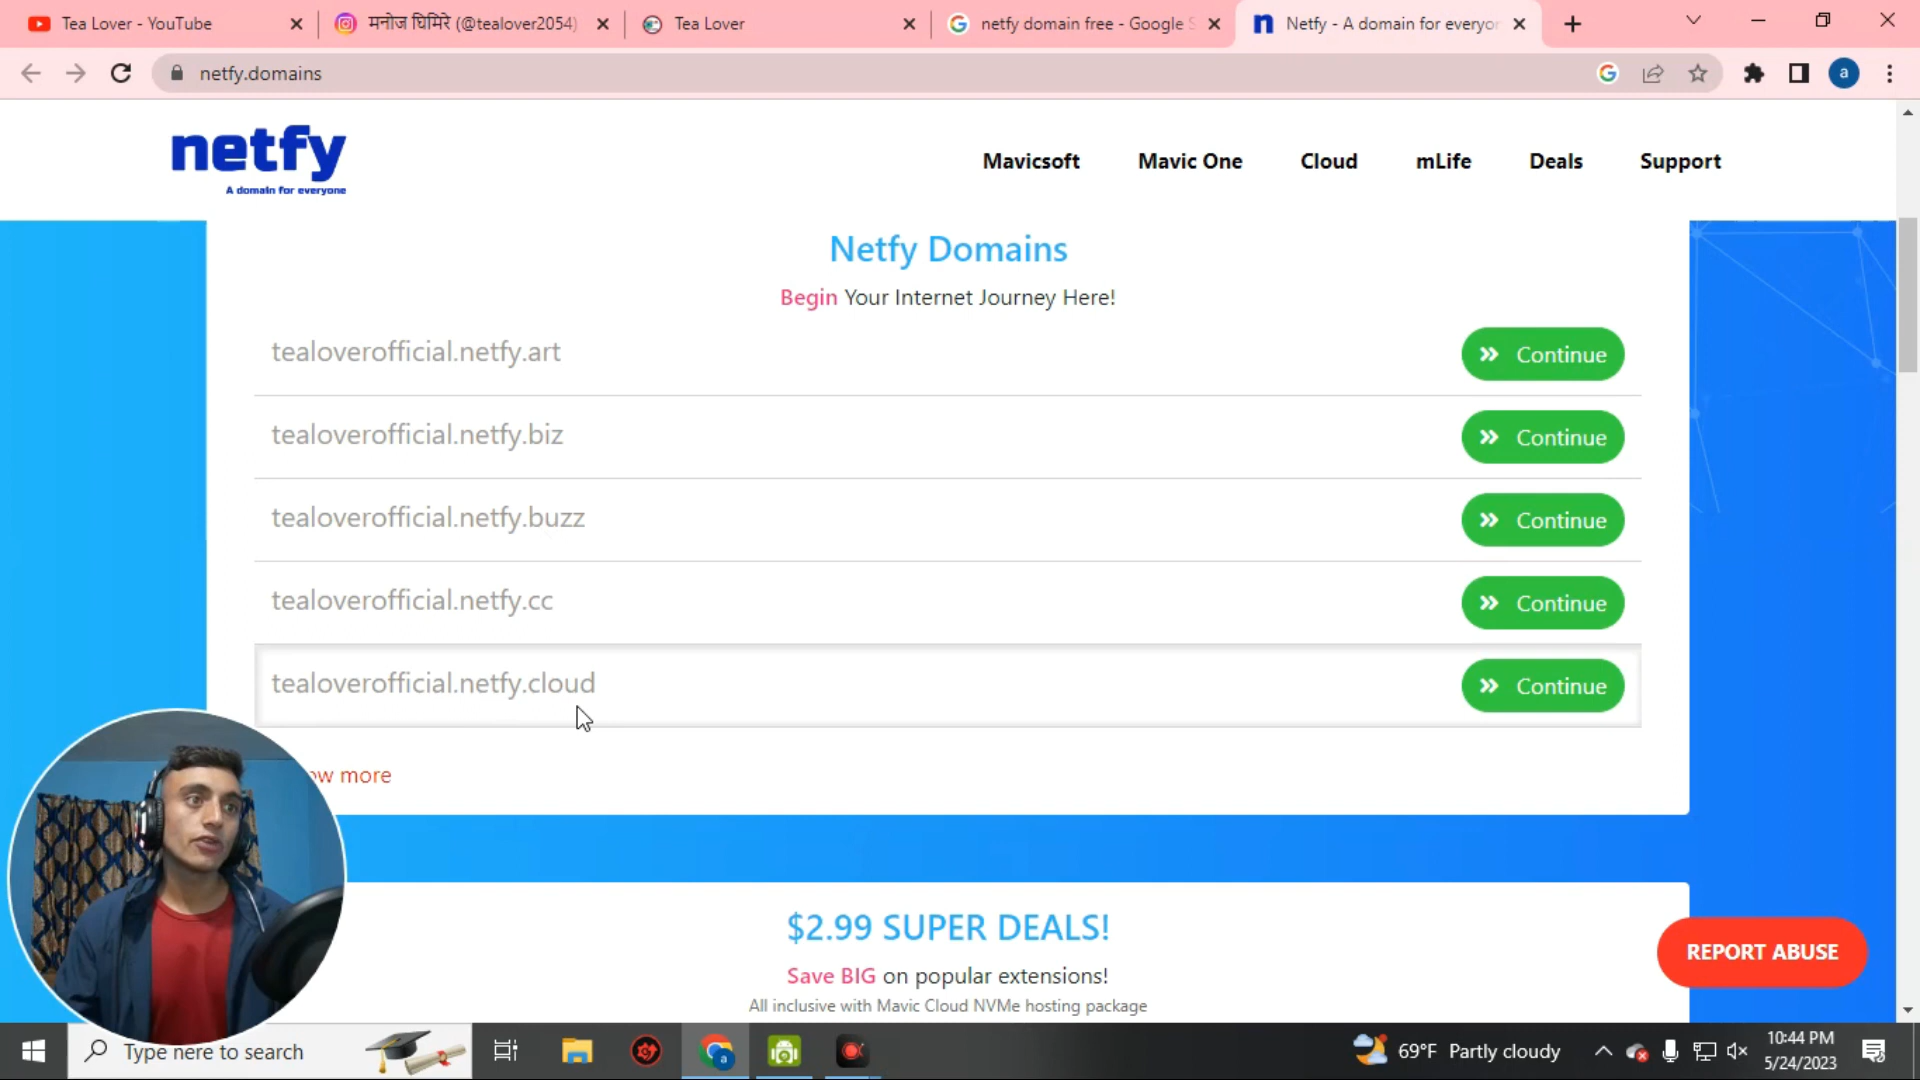 Tea Lover - YouTube
मनोज घिमिरे (@tealover2054)
Tea Lover
netfy domain free - Google S
Netfy - A domain for everyon
netfy.domains
a
netfy
A domain for everyone
Mavicsoft
Mavic One
Cloud
mLife
Deals
Support
Netfy Domains
Begin Your Internet Journey Here!
tealoverofficial.netfy.art
Continue
tealoverofficial.netfy.biz
Continue
tealoverofficial.netfy.buzz
Continue
tealoverofficial.netfy.cc
Continue
tealoverofficial.netfy.cloud
Continue
ow more
$2.99 SUPER DEALS!
Save BIG on popular extensions!
All inclusive with Mavic Cloud NVMe hosting package
REPORT ABUSE
Type here to search
69°F Partly cloudy
10:44 PM
5/24/2023